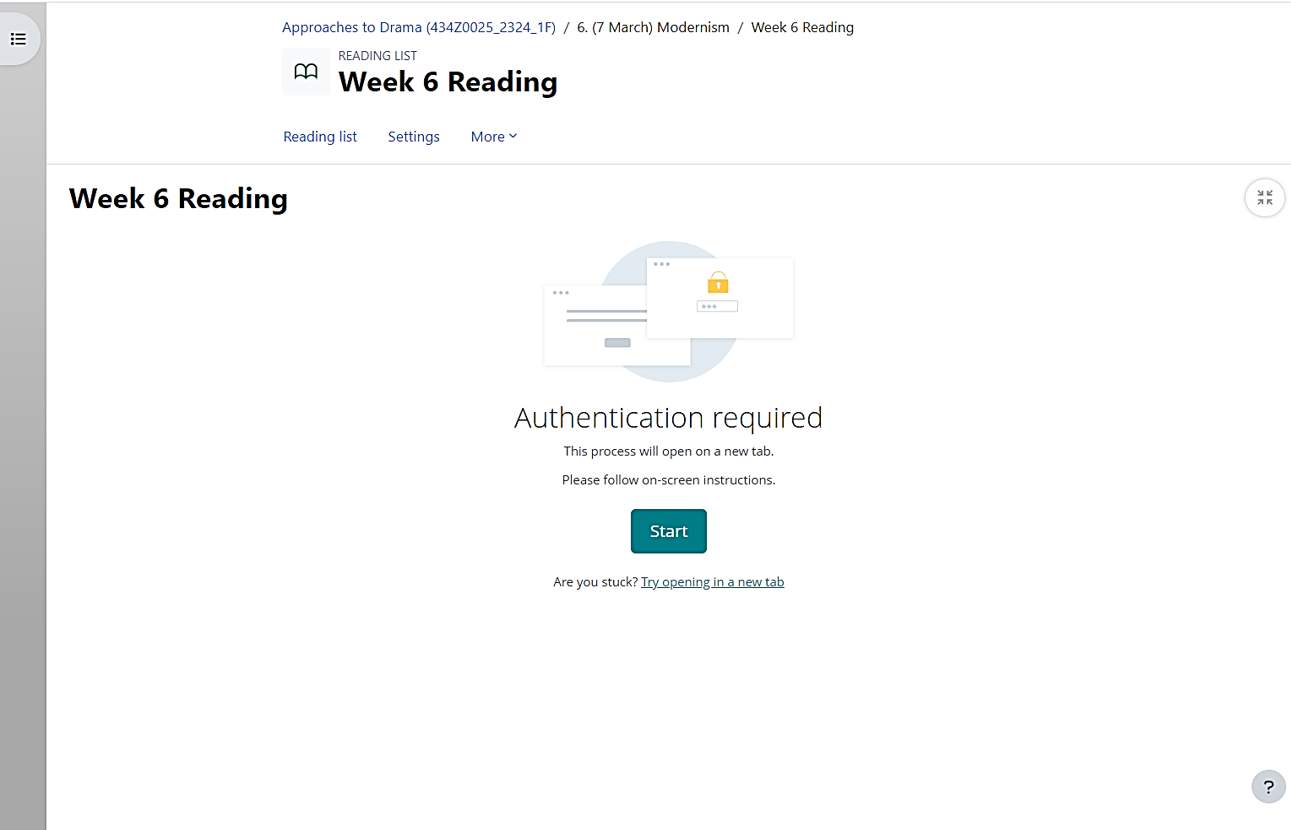 Approaches to Drama (434Z0025_2324_1F) / 6. (7 March) Modernism / Week 6 Reading
READING LIST
Week 6 Reading
Reading list Settings More
Week 6 Reading
Authentication required
This process will open on a new tab.
Please follow on-screen instructions.
Start
Are you stuck? Try opening in a new tab
?